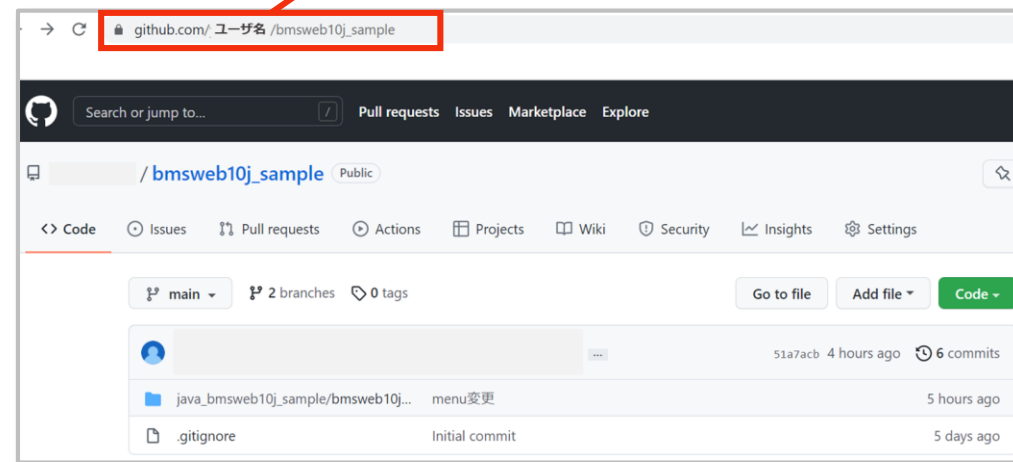 github.com/ ユーザ名 /bmsweb10j_sample
Search or jump to... / Pull requests Issues Marketplace Explore
/ bmsweb10j_sample Public
<> Code Issues Pull requests Actions Projects Wiki Security Insights Settings
main 2 branches 0 tags Go to file Add file Code
... 51a7acb 4 hours ago 6 commits
java_bmsweb10j_sample/bmsweb10j... menu変更 5 hours ago
.gitignore Initial commit 5 days ago